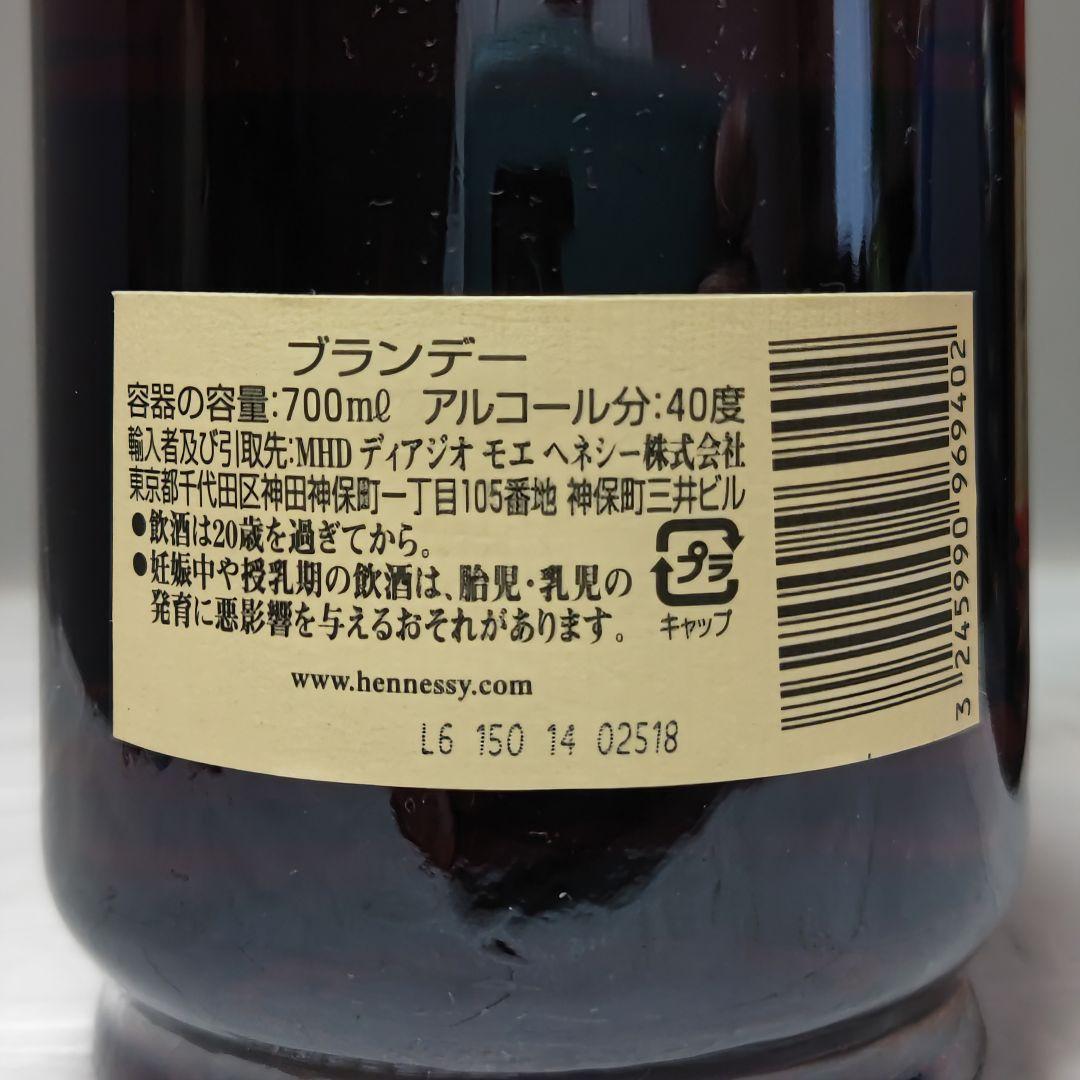 ブランデー
容器の容量:700mℓ アルコール分:40度
輸入者及び引取先:MHD ディアジオ モエ ヘネシー株式会社
東京都千代田区神田神保町一丁目105番地 神保町三井ビル
●飲酒は20歳を過ぎてから。
●妊娠中や授乳期の飲酒は、胎児・乳児の
発育に悪影響を与えるおそれがあります。
プラ
キャップ
www.hennessy.com
L6 150 14 02518
3 245990 969402